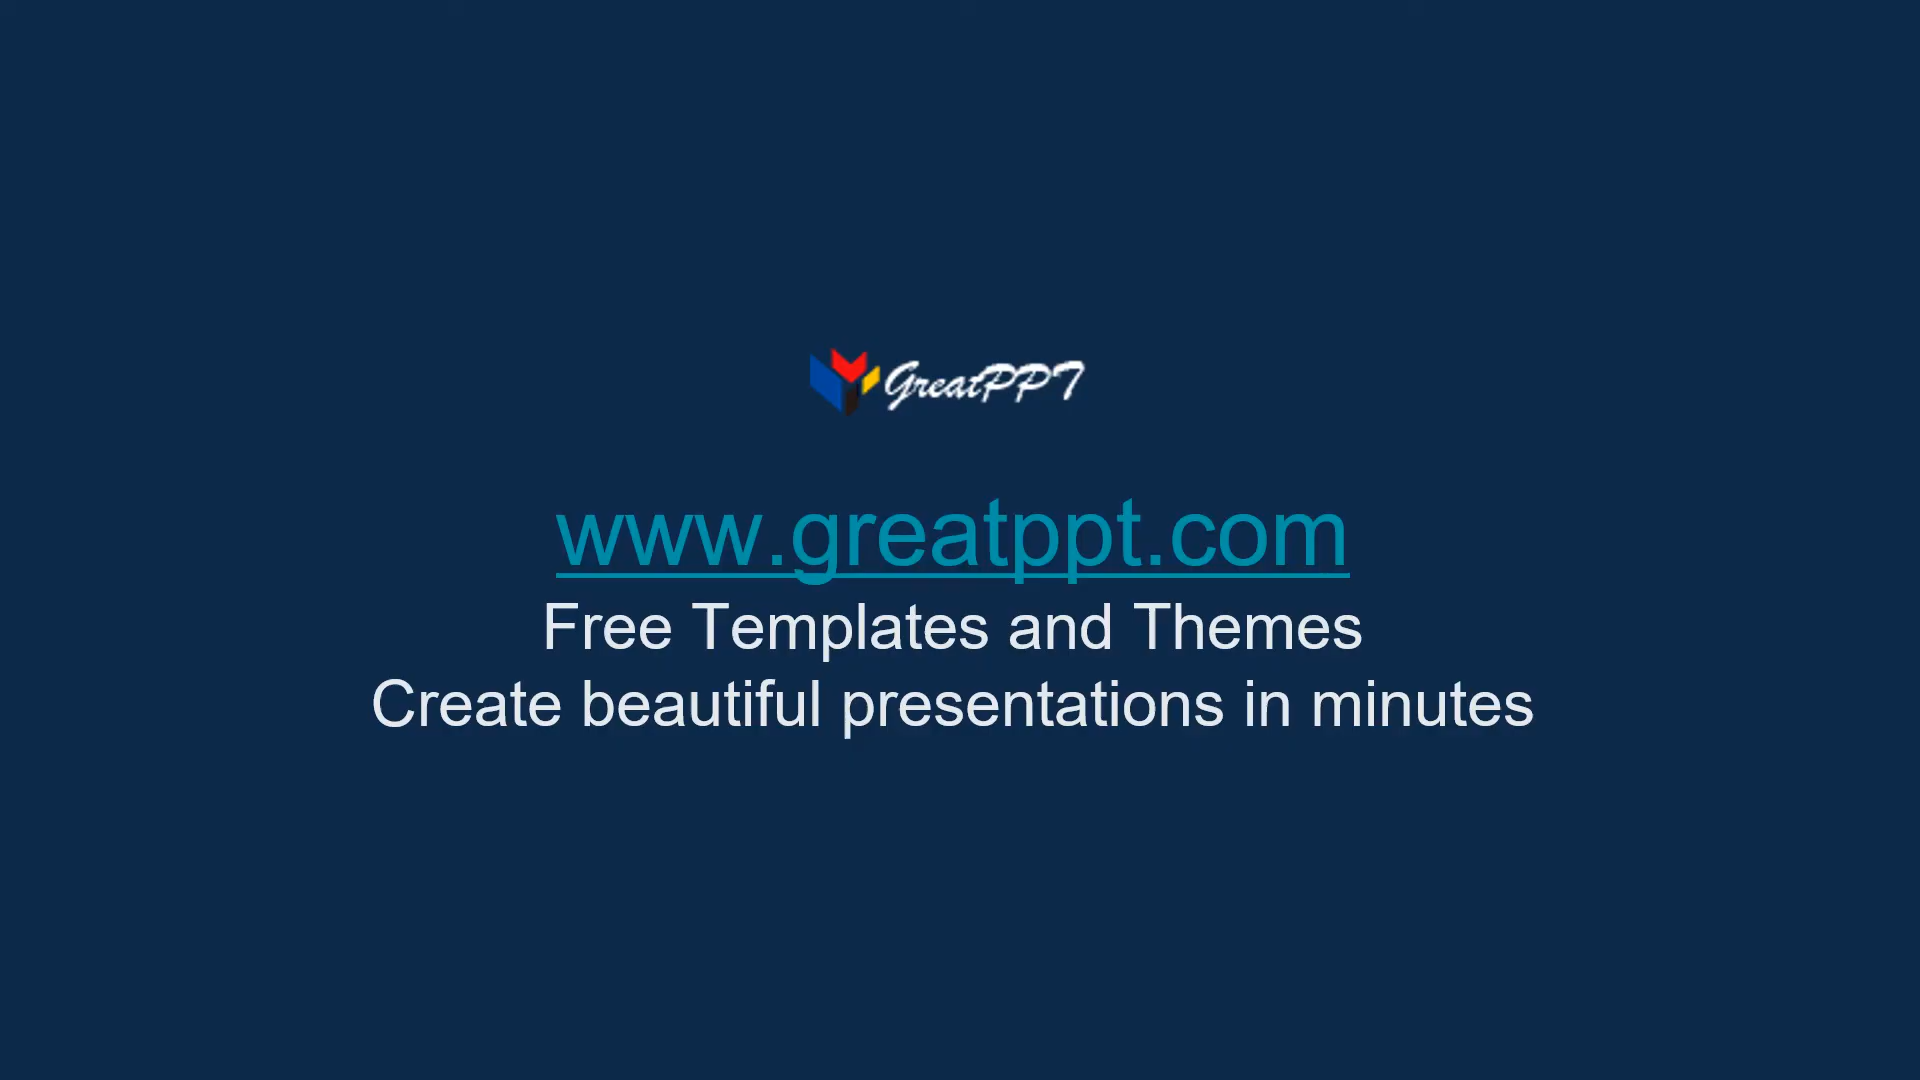 GreatPPT
www.greatppt.com
Free Templates and Themes
Create beautiful presentations in minutes